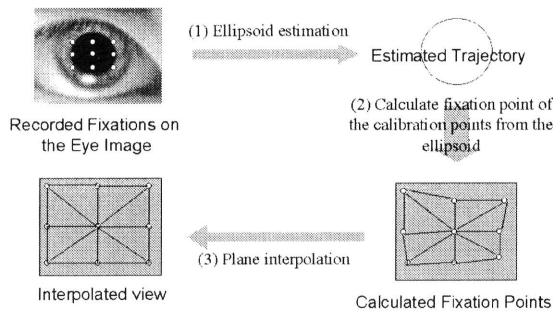 (1) Ellipsoid estimation
Estimated Trajectory
Recorded Fixations on
the Eye Image
(2) Calculate fixation point of
the calibration points from the
ellipsoid
(3) Plane interpolation
Interpolated view
Calculated Fixation Points